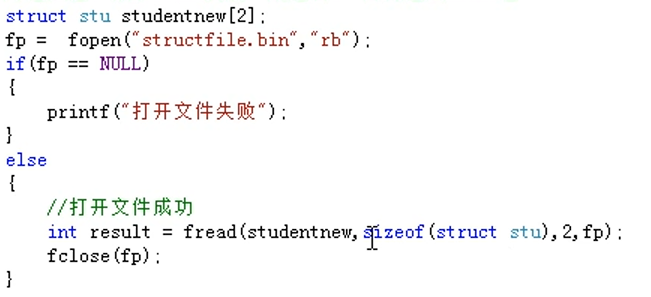 struct stu studentnew[2];
fp =  fopen("structfile.bin","rb");
if(fp == NULL)
{
    printf("打开文件失败");
}
else
{
    //打开文件成功
    int result = fread(studentnew,sizeof(struct stu),2,fp);
    fclose(fp);
}